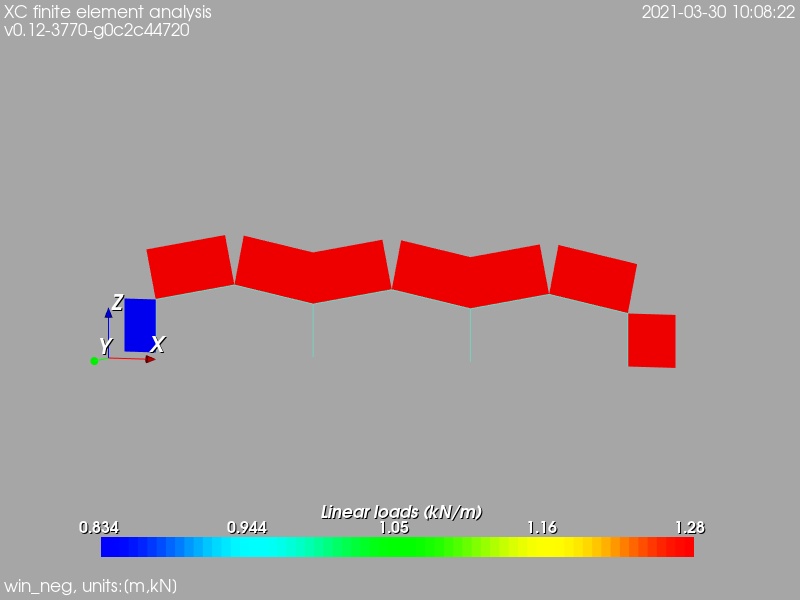 XC finite element analysis
2021-03-30 10:08:22
v0.12-3770-g0c2c44720
Z
Y
X
Linear loads (kN/m)
0.834 0.944 1.05 1.16 1.28
win_neg, units:[m,kN]